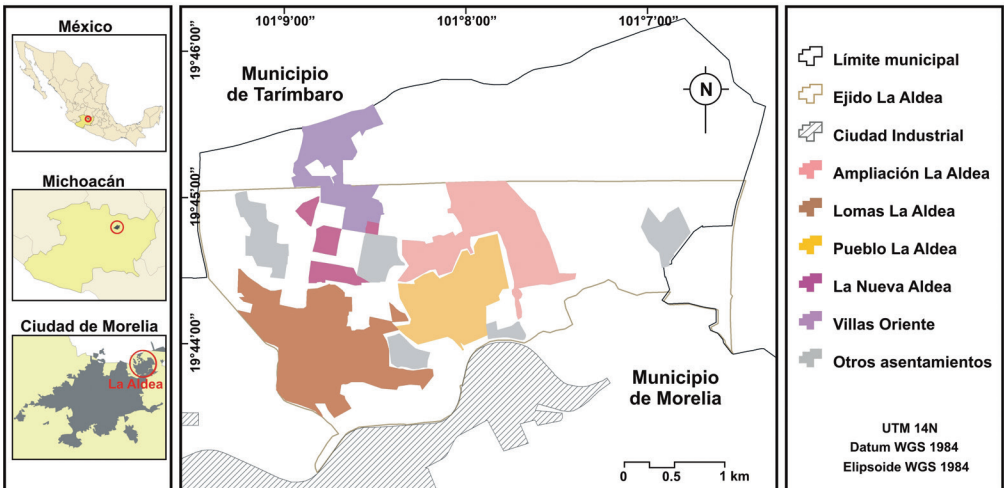 México
Michoacán
Ciudad de Morelia
La Aldea
101°9'00’’
101°8'00’’
101°7'00’’
19°46'00’’
19°45'00’’
19°44'00’’
Municipio
de Tarímbaro
N
Municipio
de Morelia
0 0.5 1 km
Límite municipal
Ejido La Aldea
Ciudad Industrial
Ampliación La Aldea
Lomas La Aldea
Pueblo La Aldea
La Nueva Aldea
Villas Oriente
Otros asentamientos
UTM 14N
Datum WGS 1984
Elipsoide WGS 1984